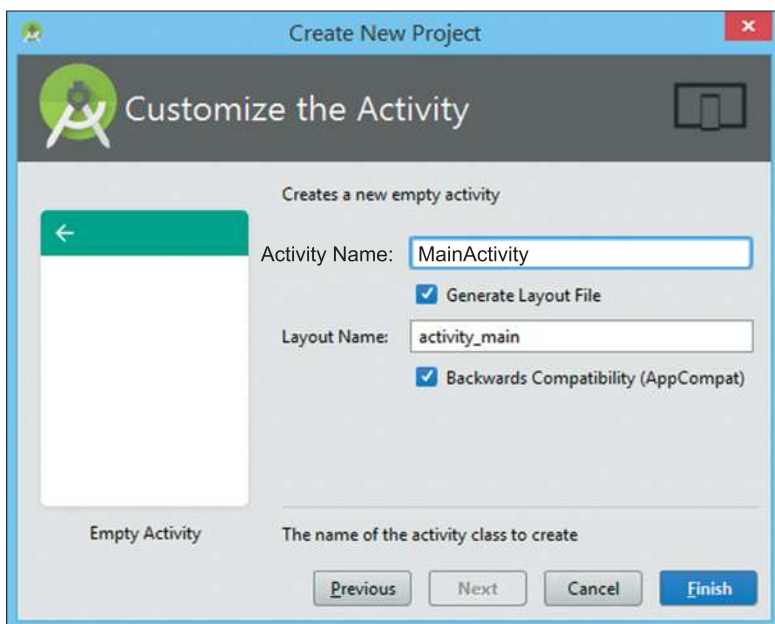 Create New Project
Customize the Activity
Creates a new empty activity
Activity Name: MainActivity
Generate Layout File
Layout Name: activity_main
Backwards Compatibility (AppCompat)
Empty Activity
The name of the activity class to create
Previous Next Cancel Finish